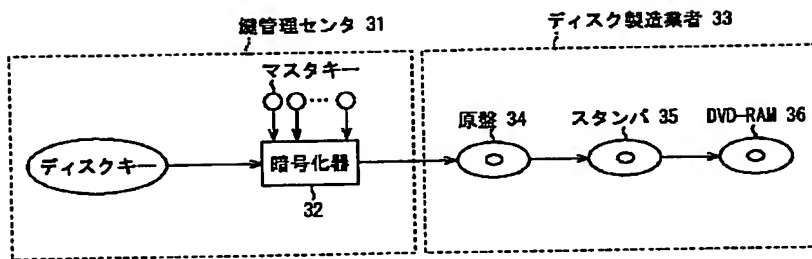 鍵管理センタ 31
ディスク製造業者 33
マスタキー
原盤 34
スタンパ 35
DVD-RAM 36
ディスクキー
暗号化器
32